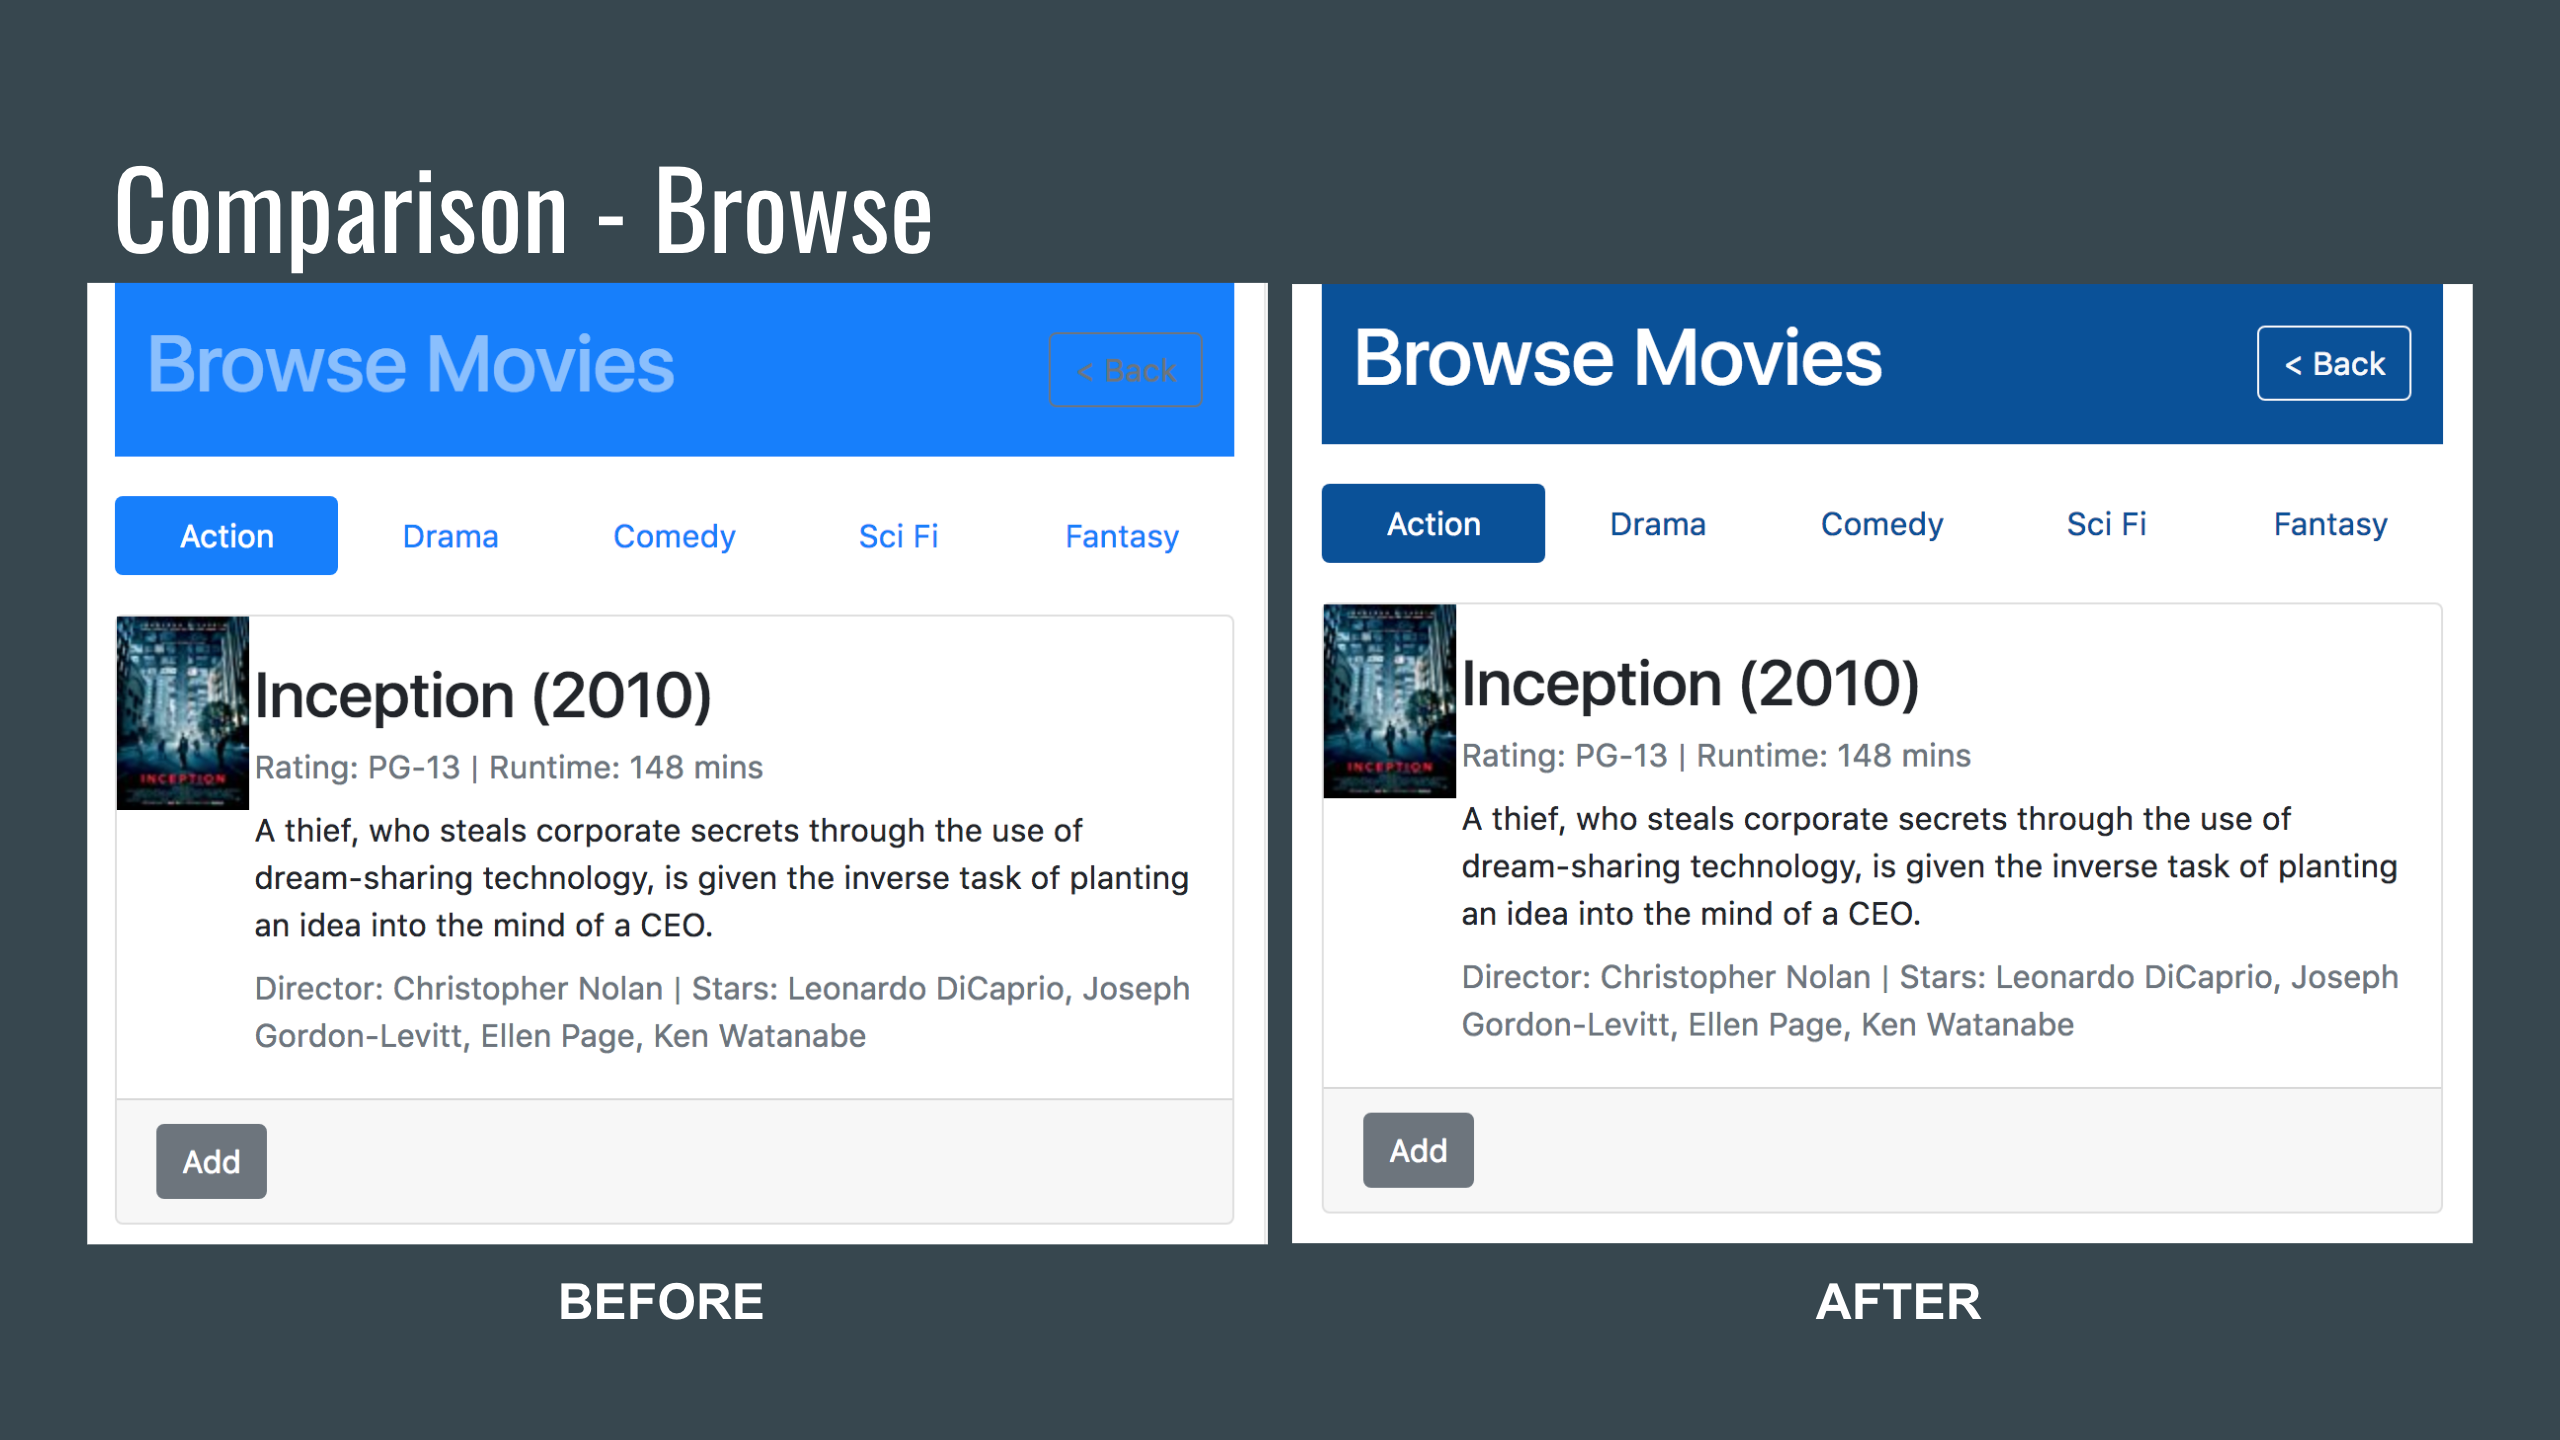 Comparison - Browse
Browse Movies
< Back
Action
Drama
Comedy
Sci Fi
Fantasy
INCEPTION
Inception (2010)
Rating: PG-13 | Runtime: 148 mins
A thief, who steals corporate secrets through the use of
dream-sharing technology, is given the inverse task of planting
an idea into the mind of a CEO.
Director: Christopher Nolan | Stars: Leonardo DiCaprio, Joseph
Gordon-Levitt, Ellen Page, Ken Watanabe
Add
BEFORE
Browse Movies
< Back
Action
Drama
Comedy
Sci Fi
Fantasy
INCEPTION
Inception (2010)
Rating: PG-13 | Runtime: 148 mins
A thief, who steals corporate secrets through the use of
dream-sharing technology, is given the inverse task of planting
an idea into the mind of a CEO.
Director: Christopher Nolan | Stars: Leonardo DiCaprio, Joseph
Gordon-Levitt, Ellen Page, Ken Watanabe
Add
AFTER